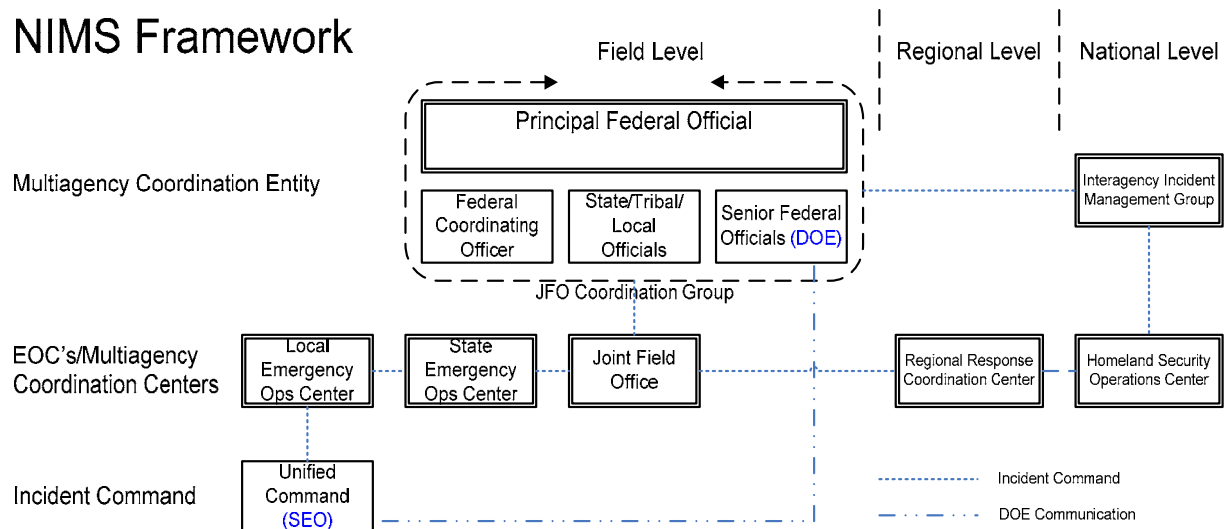 NIMS Framework
Field Level
Regional Level
National Level
Principal Federal Official
Multiagency Coordination Entity
Federal
Coordinating
Officer
State/Tribal/
Local
Officials
Senior Federal
Officials (DOE)
Interagency Incident
Management Group
JFO Coordination Group
EOC's/Multiagency
Coordination Centers
Local
Emergency
Ops Center
State
Emergency
Ops Center
Joint Field
Office
Regional Response
Coordination Center
Homeland Security
Operations Center
Incident Command
Unified
Command
(SEO)
Incident Command
DOE Communication